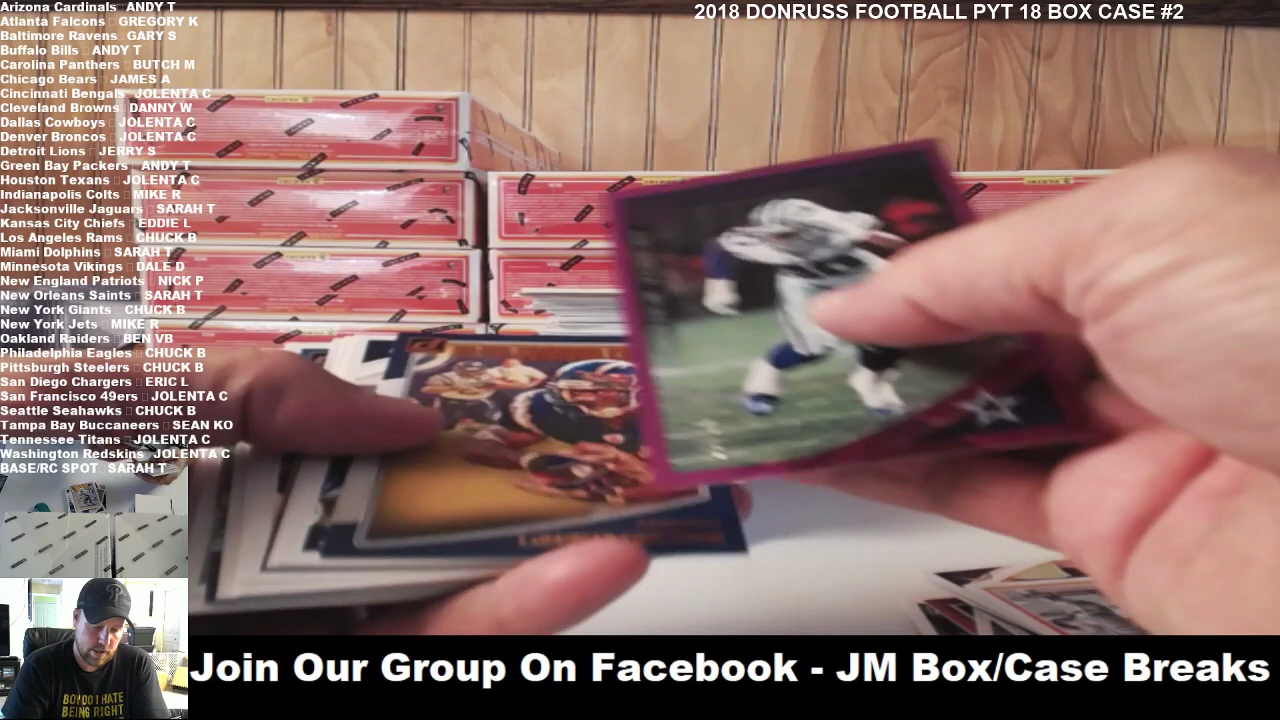 2018 DONRUSS FOOTBALL PYT 18 BOX CASE #2
Arizona Cardinals ANDY T
Atlanta Falcons GREGORY K
Baltimore Ravens GARY S
Buffalo Bills ANDY T
Carolina Panthers BUTCH M
Chicago Bears JAMES A
Cincinnati Bengals JOLENTA C
Cleveland Browns DANNY W
Dallas Cowboys JOLENTA C
Denver Broncos JOLENTA C
Detroit Lions JERRY S
Green Bay Packers ANDY T
Houston Texans JOLENTA C
Indianapolis Colts MIKE R
Jacksonville Jaguars SARAH T
Kansas City Chiefs EDDIE L
Los Angeles Rams CHUCK B
Miami Dolphins SARAH T
Minnesota Vikings DALE D
New England Patriots NICK P
New Orleans Saints SARAH T
New York Giants CHUCK B
New York Jets MIKE R
Oakland Raiders BEN VB
Philadelphia Eagles CHUCK B
Pittsburgh Steelers CHUCK B
San Diego Chargers ERIC L
San Francisco 49ers JOLENTA C
Seattle Seahawks CHUCK B
Tampa Bay Buccaneers SEAN KO
Tennessee Titans JOLENTA C
Washington Redskins JOLENTA C
BASE/RC SPOT SARAH T
BOY DO I HATE
BEING RIGHT
Join Our Group On Facebook - JM Box/Case Breaks